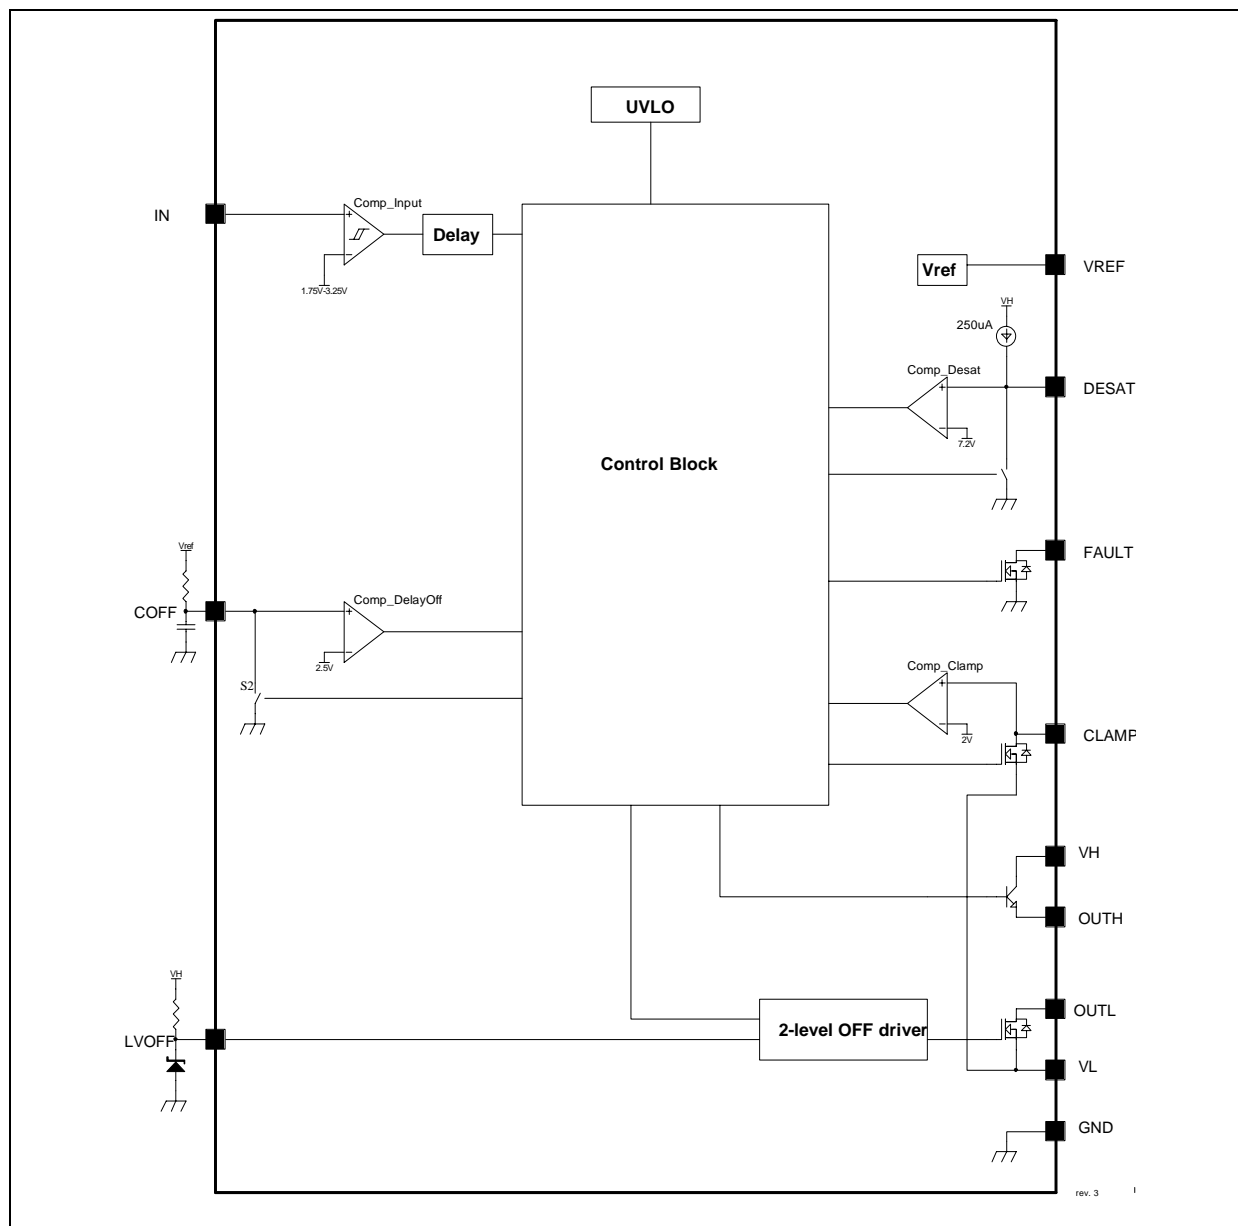 UVLO
Comp_Input
IN
Delay
1.75V-3.25V
Vref
VREF
VH
250uA
Comp_Desat
DESAT
7.2V
Control Block
Vref
FAULT
COFF
Comp_DelayOff
2.5V
Comp_Clamp
S2
2V
CLAMP
VH
OUTH
VH
OUTL
LVOFF
2-level OFF driver
VL
GND
rev. 3